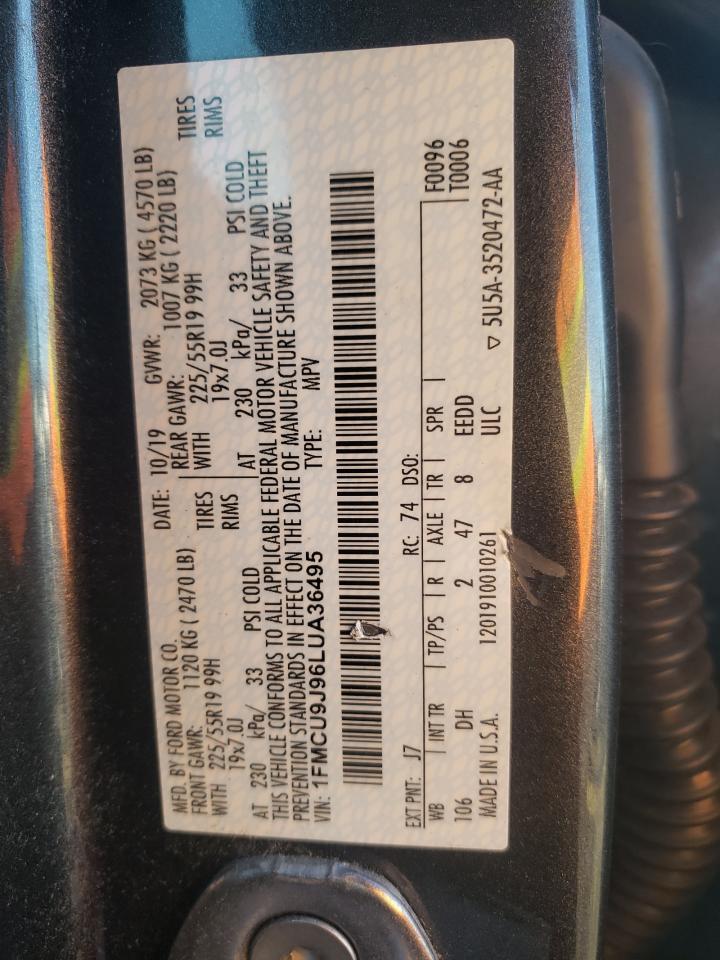 MFD. BY FORD MOTOR CO. DATE: 10/19 GVWR: 2073 KG ( 4570 LB)
FRONT GAWR: 1120 KG ( 2470 LB) REAR GAWR: 1007 KG ( 2220 LB)
WITH 225/55R19 99H TIRES WITH 225/55R19 99H TIRES
19x7.0J RIMS 19x7.0J RIMS
AT 230 kPa/ 33 PSI COLD AT 230 kPa/ 33 PSI COLD
THIS VEHICLE CONFORMS TO ALL APPLICABLE FEDERAL MOTOR VEHICLE SAFETY AND THEFT
PREVENTION STANDARDS IN EFFECT ON THE DATE OF MANUFACTURE SHOWN ABOVE.
VIN: 1FMCU9J96LUA36495 TYPE: MPV
EXT PNT: J7 RC: 74 DSO: F0096
WB INT TR TP/PS R AXLE TR SPR T0006
106 DH 2 47 8 EEDD
MADE IN U.S.A. 1201910010261 ULC ▽ 5U5A-3520472-AA